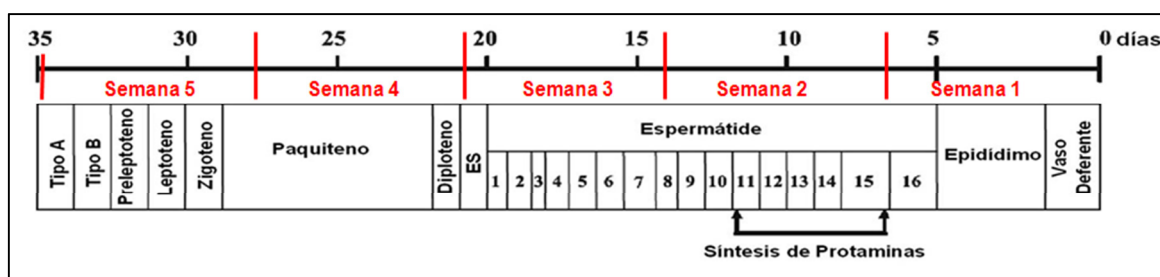 35 30 25 20 15 10 5 0 días
Semana 5 Semana 4 Semana 3 Semana 2 Semana 1
Tipo A Tipo B Preleptoteno Leptoteno Zigoteno Paquiteno Diploteno ES Espermátide Epidídimo Vaso Deferente
1 2 3 4 5 6 7 8 9 10 11 12 13 14 15 16
Síntesis de Protaminas